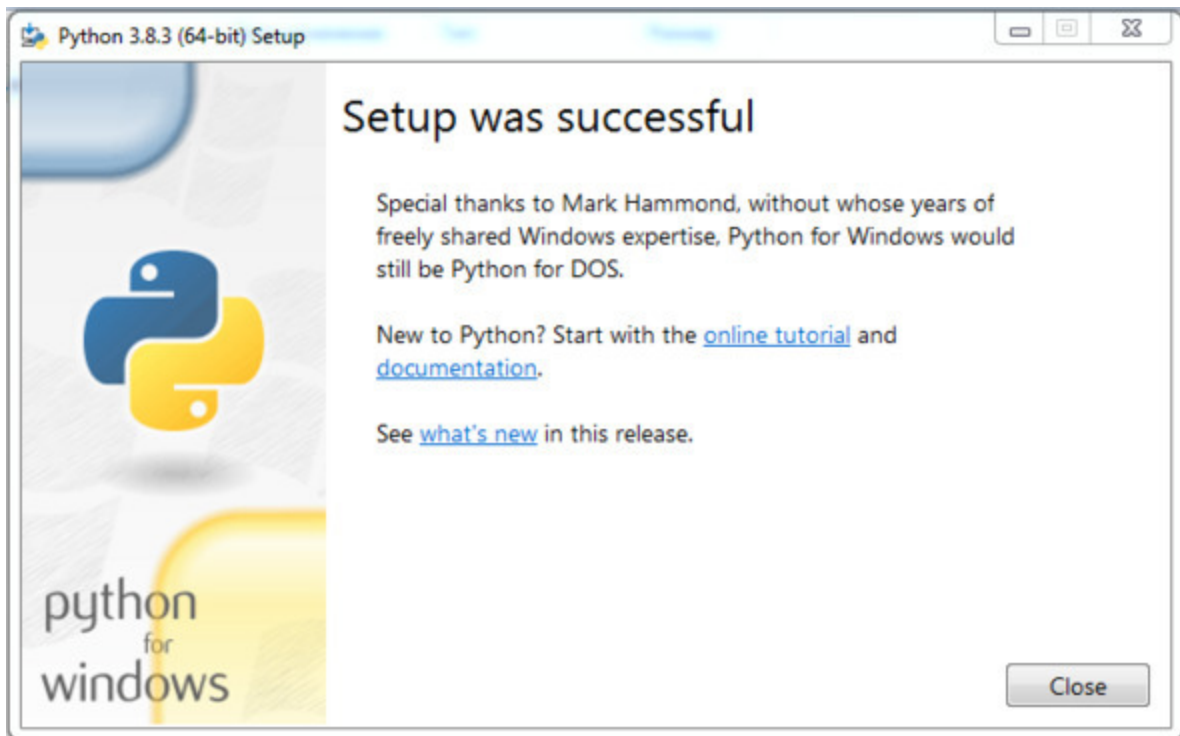 Python 3.8.3 (64-bit) Setup
Setup was successful
Special thanks to Mark Hammond, without whose years of
freely shared Windows expertise, Python for Windows would
still be Python for DOS.
New to Python? Start with the online tutorial and
documentation.
See what's new in this release.
python
for
windows
Close